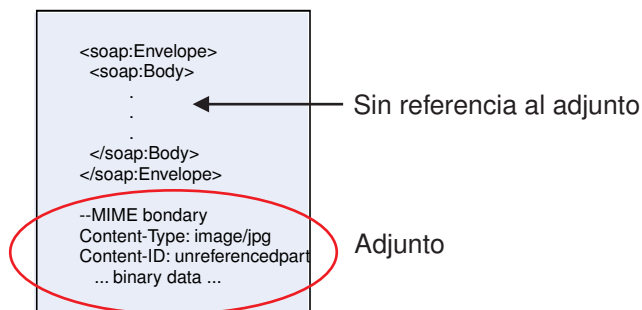 <soap:Envelope>
<soap:Body>
.
.
.
Sin referencia al adjunto
</soap:Body>
</soap:Envelope>
--MIME bondary
Content-Type: image/jpg
Content-ID: unreferencedpart
... binary data ...
Adjunto